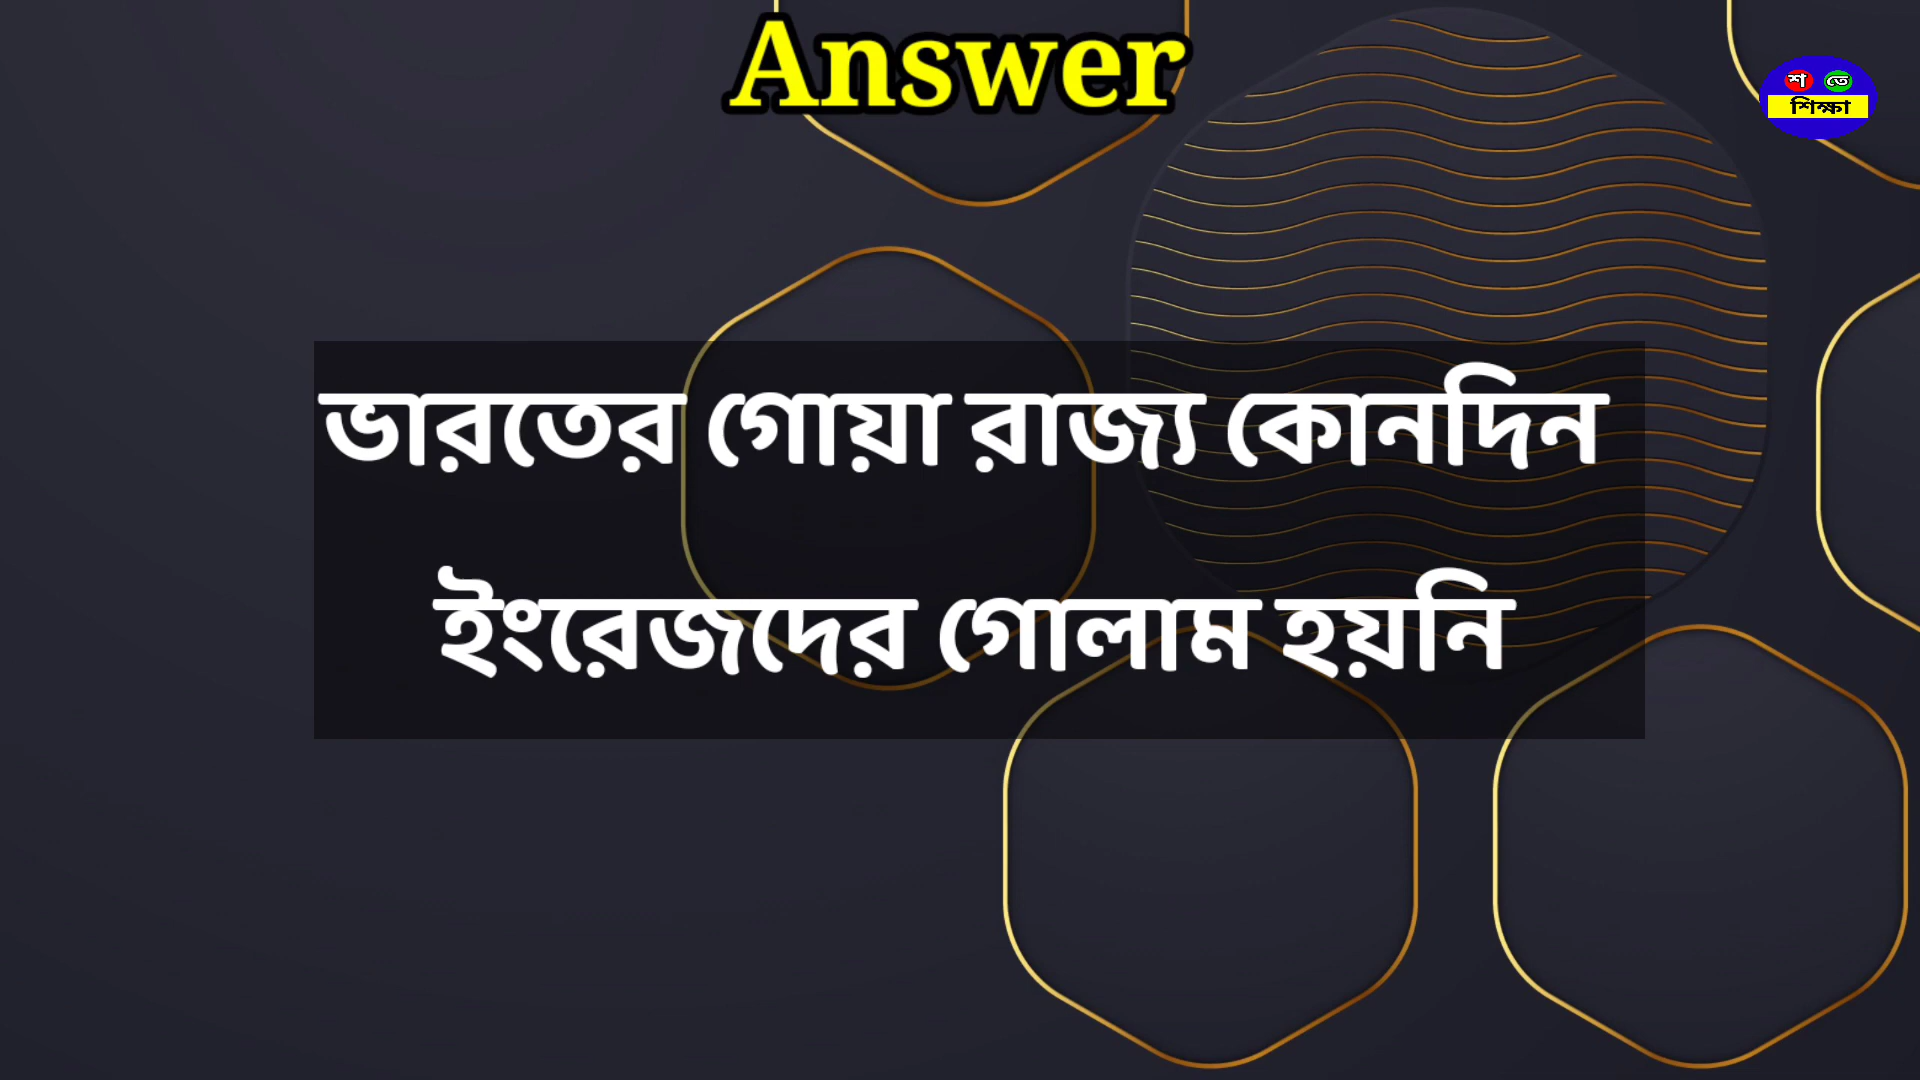 Answer
শ তে
শিক্ষা
ভারতের গোয়া রাজ্য কোনদিন
ইংরেজদের গোলাম হয়নি